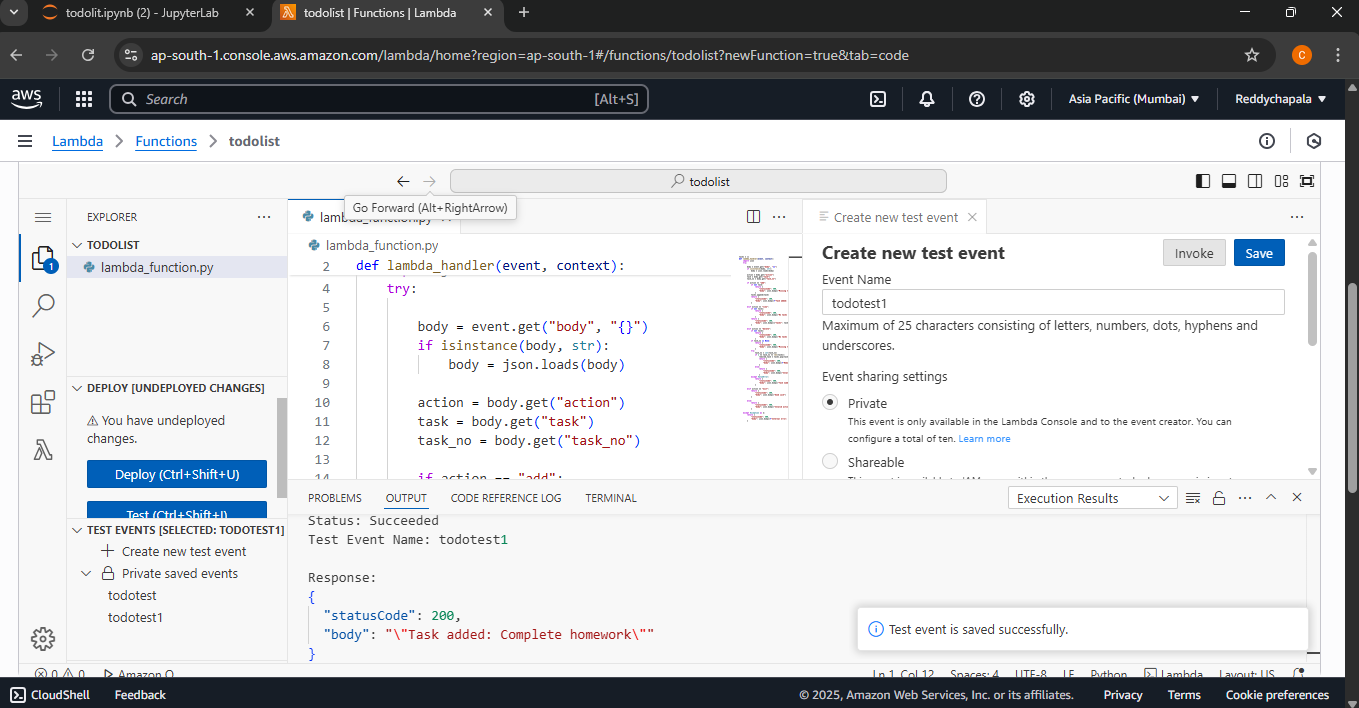 todolit.ipynb (2) - JupyterLab
todolist | Functions | Lambda
ap-south-1.console.aws.amazon.com/lambda/home?region=ap-south-1#/functions/todolist?newFunction=true&tab=code
C
aws
Search
[Alt+S]
Asia Pacific (Mumbai)
Reddychapala
Lambda
Functions
todolist
todolist
Go Forward (Alt+RightArrow)
EXPLORER
TODOLIST
lambda_function.py
1
DEPLOY [UNDEPLOYED CHANGES]
You have undeployed
changes.
Deploy (Ctrl+Shift+U)
Test (Ctrl+Shift+I)
TEST EVENTS [SELECTED: TODOTEST1]
Create new test event
Private saved events
todotest
todotest1
lambda_function.py
lambda_function.py
2 def lambda_handler(event, context):
4 try:
5
6 body = event.get("body", "{}")
7 if isinstance(body, str):
8 body = json.loads(body)
9
10 action = body.get("action")
11 task = body.get("task")
12 task_no = body.get("task_no")
13
14 if action == "add":
Create new test event
Create new test event
Invoke
Save
Event Name
todotest1
Maximum of 25 characters consisting of letters, numbers, dots, hyphens and
underscores.
Event sharing settings
Private
This event is only available in the Lambda Console and to the event creator. You can
configure a total of ten. Learn more
Shareable
PROBLEMS
OUTPUT
CODE REFERENCE LOG
TERMINAL
Execution Results
Status: Succeeded
Test Event Name: todotest1
Response:
{
"statusCode": 200,
"body": "\"Task added: Complete homework\""
}
Test event is saved successfully.
0 0 Amazon Q
Ln 1, Col 12
Spaces: 4
UTF-8
LF
Python
Lambda
Layout: US
CloudShell
Feedback
© 2025, Amazon Web Services, Inc. or its affiliates.
Privacy
Terms
Cookie preferences